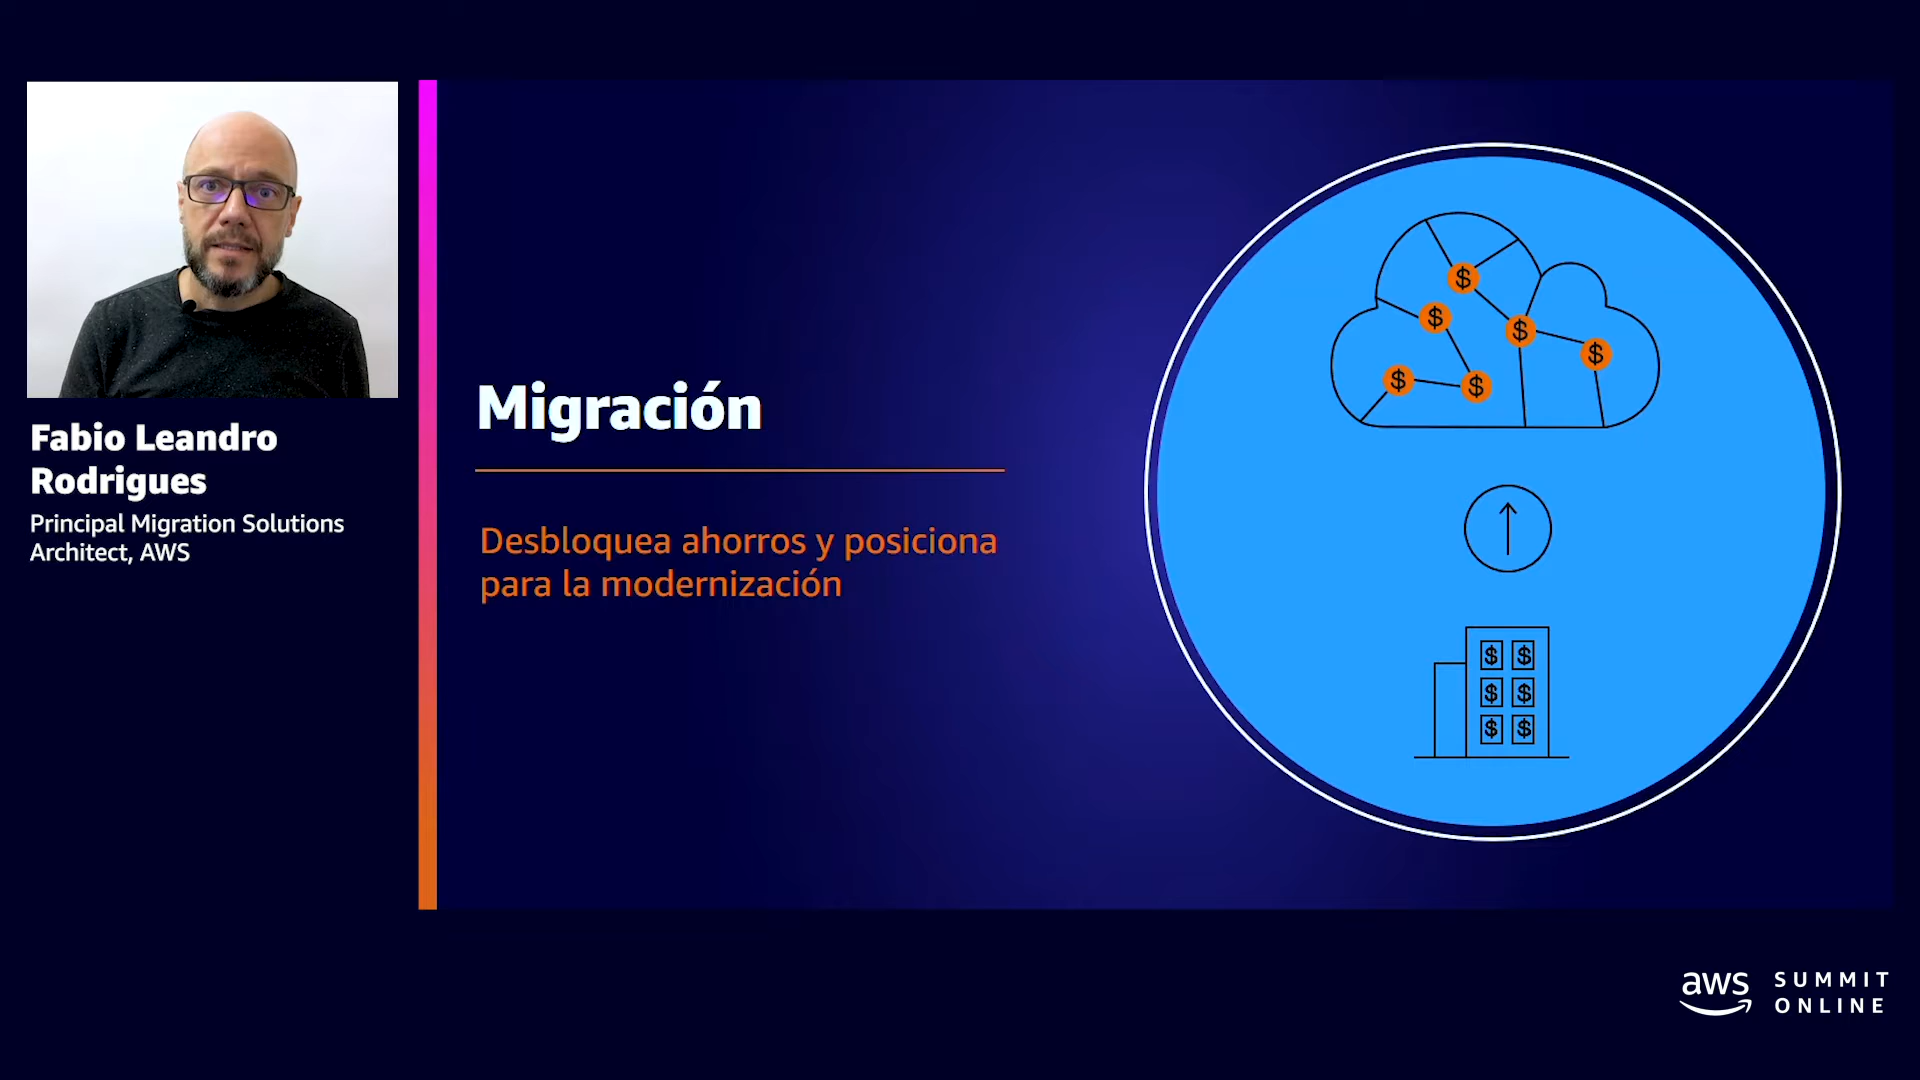 Fabio Leandro
Rodrigues
Principal Migration Solutions
Architect, AWS
Migración
Desbloquea ahorros y posiciona
para la modernización
$
$
$
$
$
$
$ $
$ $
$ $
aws
SUMMIT
ONLINE